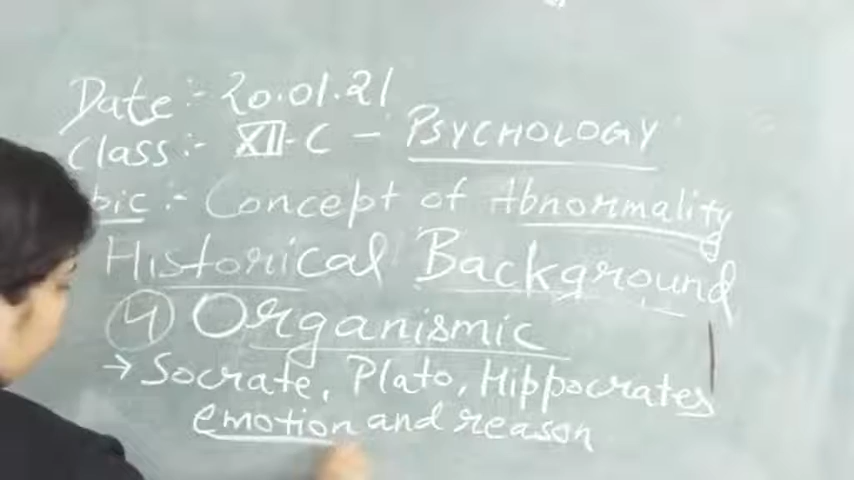 Date:- 20.01.21
Class:- XII-C - PSYCHOLOGY
pic:- Concept of Abnormality
Historical Background
4 Organismic
→ Socrate, Plato, Hippocrates
emotion and reason